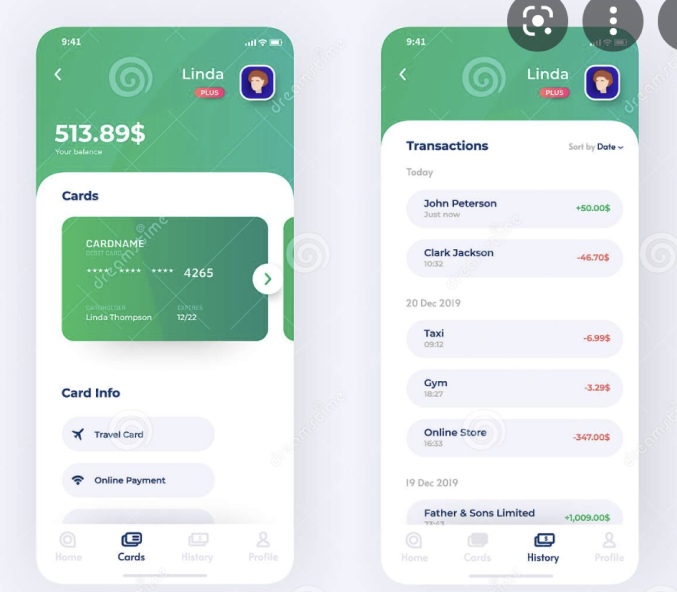 9:41
Linda
PLUS
513.89$
Your balance
Cards
CARDNAME
DEBIT CARD
**** **** **** 4265
CARDHOLDER
EXPIRES
Linda Thompson
12/22
Card Info
Travel Card
Online Payment
Home
Cards
History
Profile
9:41
Linda
PLUS
Transactions
Sort by Date
Today
John Peterson
+50.00$
Just now
Clark Jackson
-46.70$
10:32
20 Dec 2019
Taxi
-6.99$
09:12
Gym
-3.29$
18:27
Online Store
-347.00$
16:33
19 Dec 2019
Father & Sons Limited
+1,009.00$
Home
Cards
History
Profile
dreamstime